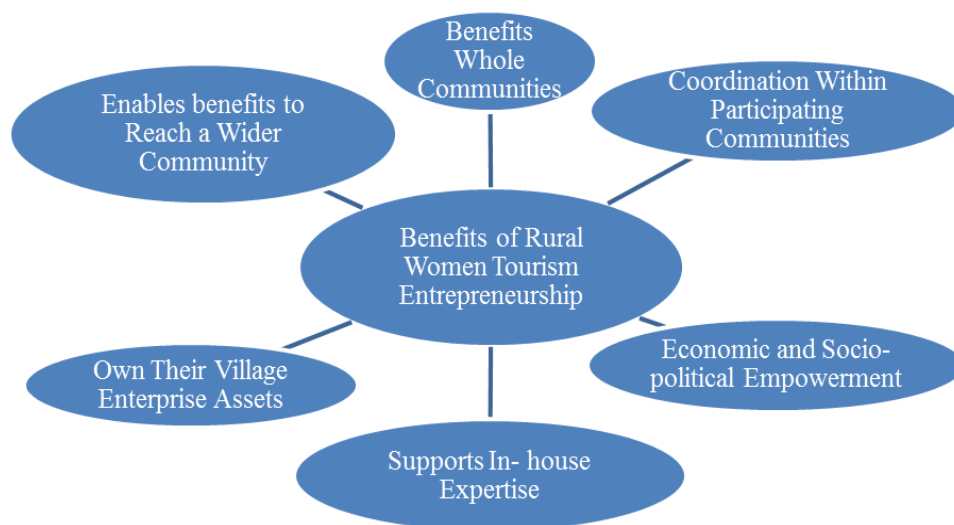 Benefits
Whole
Communities
Enables benefits to
Reach a Wider
Community
Coordination Within
Participating
Communities
Benefits of Rural
Women Tourism
Entrepreneurship
Own Their Village
Enterprise Assets
Economic and Socio-
political Empowerment
Supports In- house
Expertise